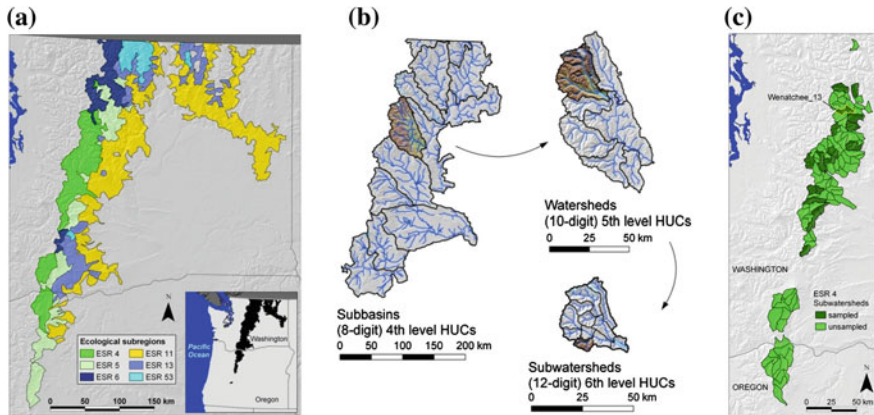 (a)
N
Ecological subregions
ESR 4
ESR 11
ESR 5
ESR 13
ESR 6
ESR 53
0 50 100 150 km
Pacific
Ocean
Washington
Oregon
(b)
Subbasins
(8-digit) 4th level HUCs
0 50 100 150 200 km
Watersheds
(10-digit) 5th level HUCs
0 25 50 km
Subwatersheds
(12-digit) 6th level HUCs
0 25 50 km
(c)
Wenatchee_13
WASHINGTON
N
ESR 4
Subwatersheds
sampled
unsampled
OREGON
0 25 50 km